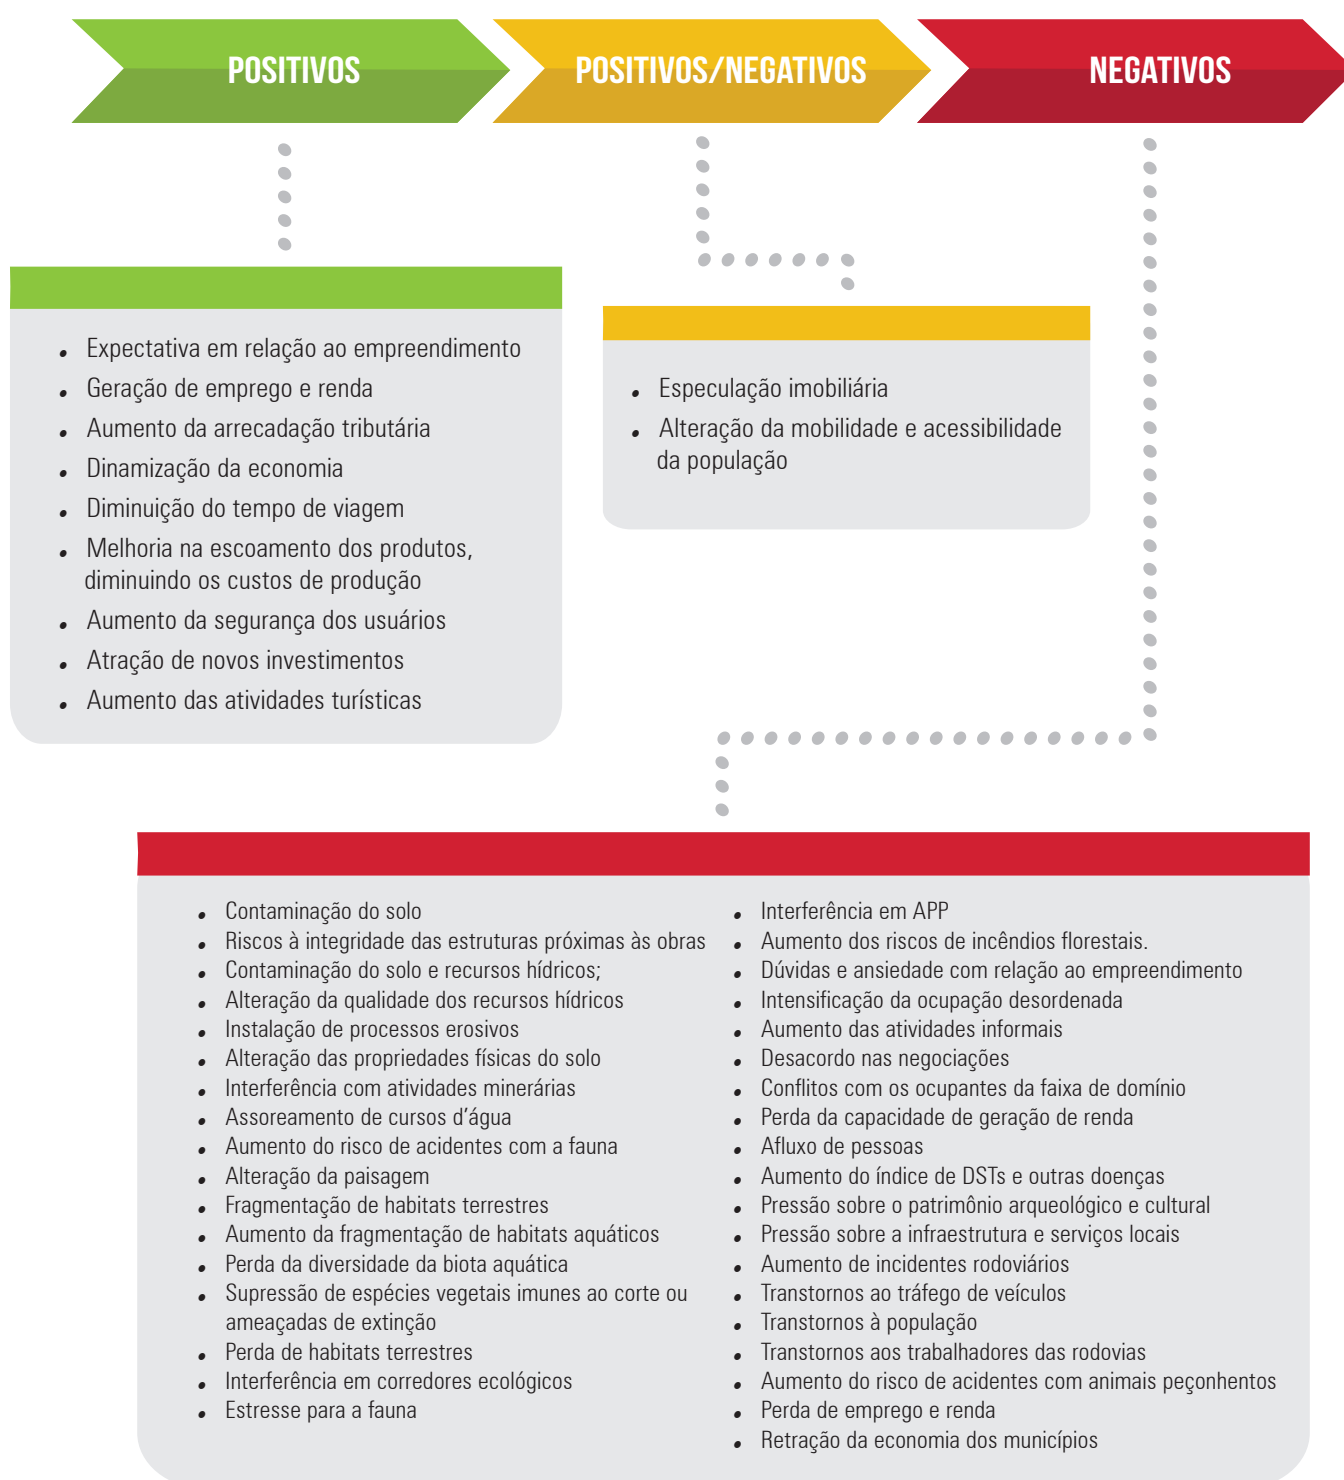 POSITIVOS
POSITIVOS/NEGATIVOS
NEGATIVOS
• Expectativa em relação ao empreendimento
• Geração de emprego e renda
• Aumento da arrecadação tributária
• Dinamização da economia
• Diminuição do tempo de viagem
• Melhoria na escoamento dos produtos,
diminuindo os custos de produção
• Aumento da segurança dos usuários
• Atração de novos investimentos
• Aumento das atividades turísticas
• Especulação imobiliária
• Alteração da mobilidade e acessibilidade
da população
• Contaminação do solo
• Riscos à integridade das estruturas próximas às obras
• Contaminação do solo e recursos hídricos;
• Alteração da qualidade dos recursos hídricos
• Instalação de processos erosivos
• Alteração das propriedades físicas do solo
• Interferência com atividades minerárias
• Assoreamento de cursos d’água
• Aumento do risco de acidentes com a fauna
• Alteração da paisagem
• Fragmentação de habitats terrestres
• Aumento da fragmentação de habitats aquáticos
• Perda da diversidade da biota aquática
• Supressão de espécies vegetais imunes ao corte ou
ameaçadas de extinção
• Perda de habitats terrestres
• Interferência em corredores ecológicos
• Estresse para a fauna
• Interferência em APP
• Aumento dos riscos de incêndios florestais.
• Dúvidas e ansiedade com relação ao empreendimento
• Intensificação da ocupação desordenada
• Aumento das atividades informais
• Desacordo nas negociações
• Conflitos com os ocupantes da faixa de domínio
• Perda da capacidade de geração de renda
• Afluxo de pessoas
• Aumento do índice de DSTs e outras doenças
• Pressão sobre o patrimônio arqueológico e cultural
• Pressão sobre a infraestrutura e serviços locais
• Aumento de incidentes rodoviários
• Transtornos ao tráfego de veículos
• Transtornos à população
• Transtornos aos trabalhadores das rodovias
• Aumento do risco de acidentes com animais peçonhentos
• Perda de emprego e renda
• Retração da economia dos municípios